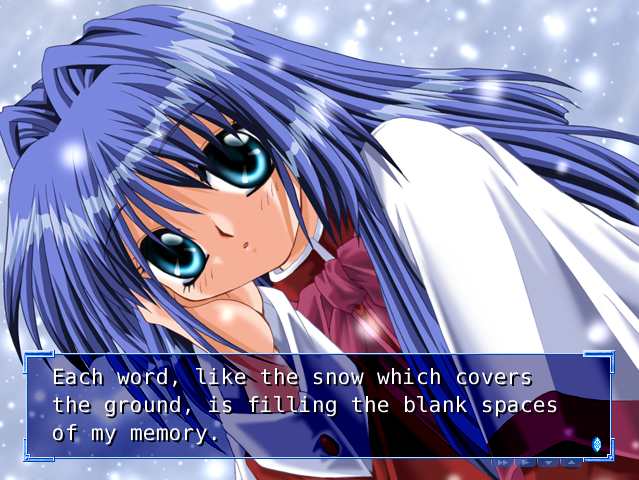 Each word, like the snow which covers
the ground, is filling the blank spaces
of my memory.